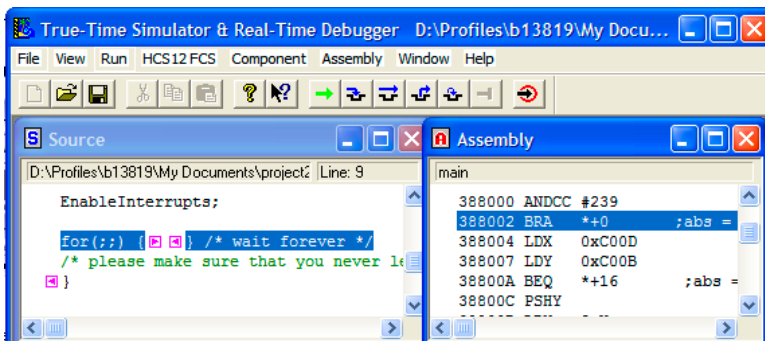 True-Time Simulator & Real-Time Debugger D:\Profiles\b13819\My Docu...
File View Run HCS12 FCS Component Assembly Window Help
S Source
D:\Profiles\b13819\My Documents\project2 Line: 9
EnableInterrupts;
for(;;) { } /* wait forever */
/* please make sure that you never le
}
A Assembly
main
388000 ANDCC #239
388002 BRA *+0 ;abs =
388004 LDX 0xC00D
388007 LDY 0xC00B
38800A BEQ *+16 ;abs =
38800C PSHY